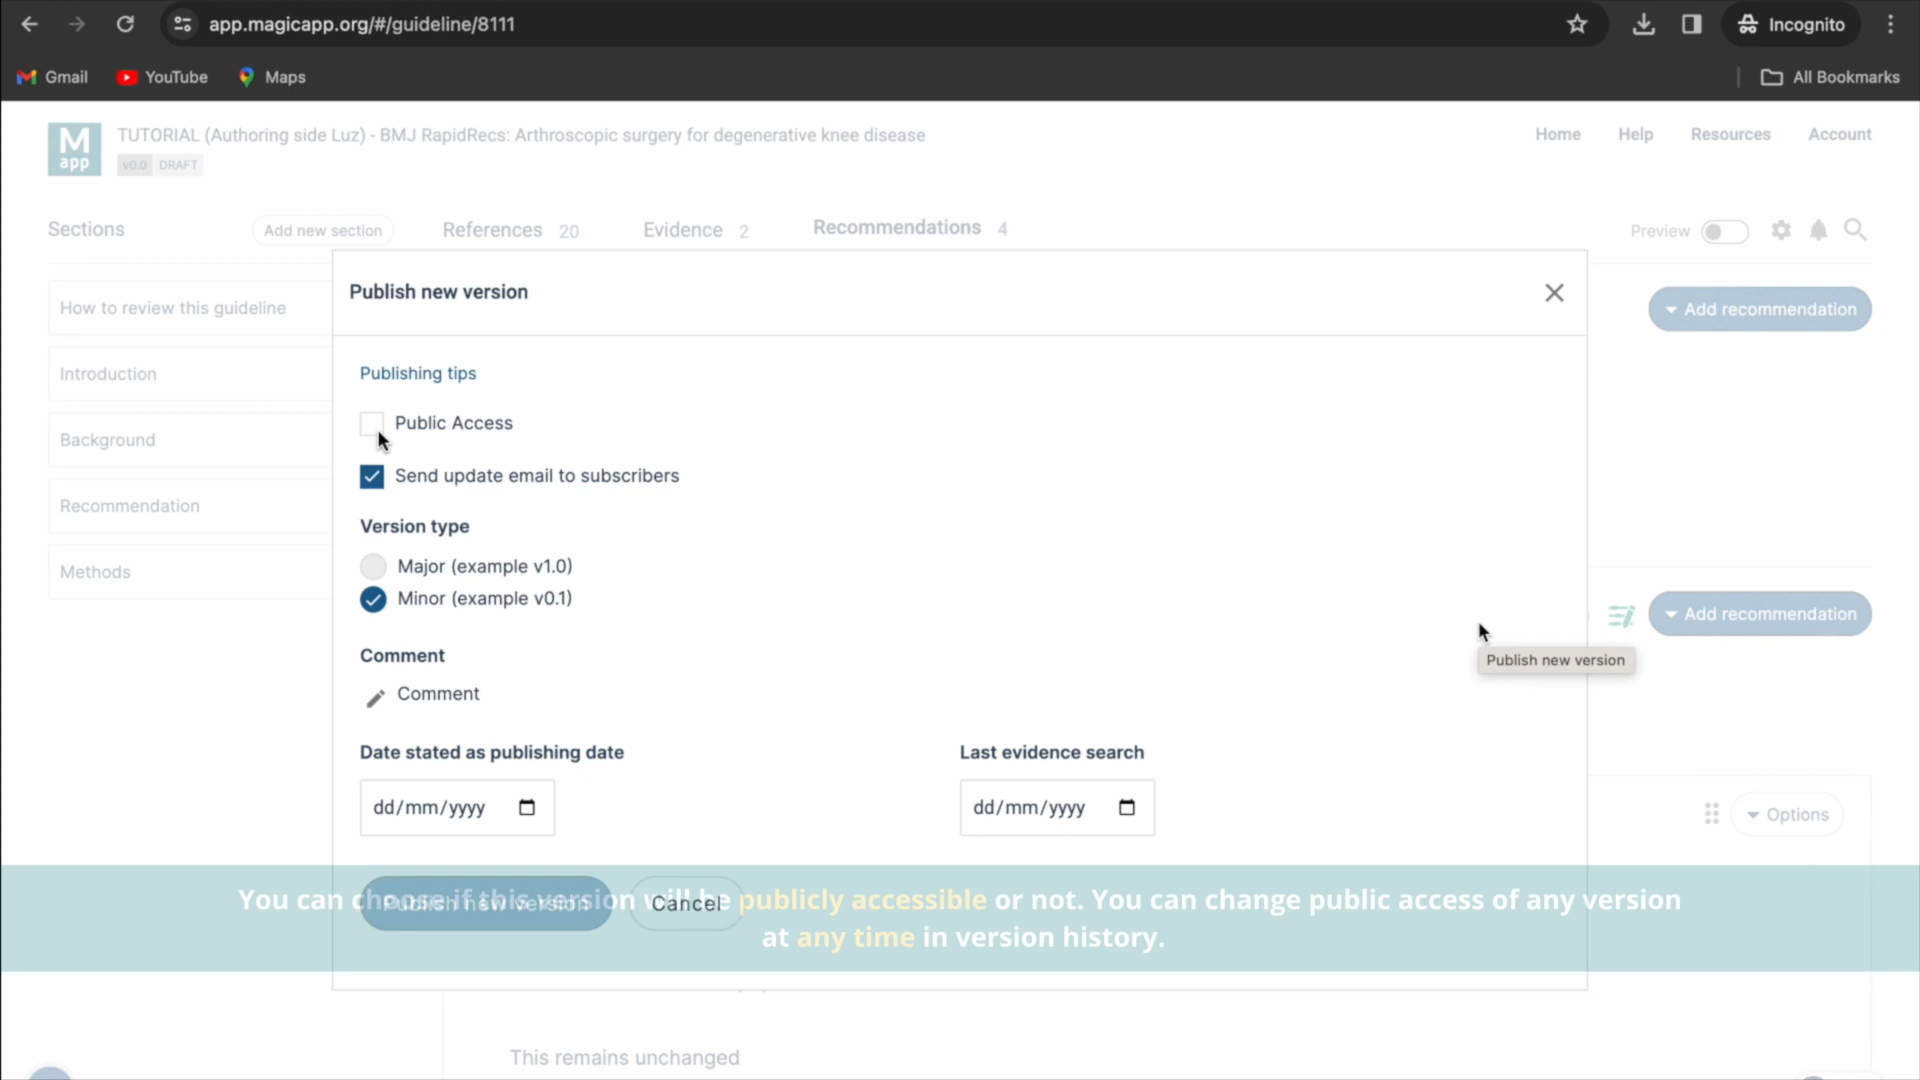 app.magicapp.org/#/guideline/8111
Incognito
Gmail
YouTube
Maps
All Bookmarks
M
app
TUTORIAL (Authoring side Luz) - BMJ RapidRecs: Arthroscopic surgery for degenerative knee disease
v0.0 DRAFT
Home
Help
Resources
Account
Sections
Add new section
References 20
Evidence 2
Recommendations 4
Preview
Publish new version
How to review this guideline
Add recommendation
Introduction
Publishing tips
Public Access
Background
Send update email to subscribers
Recommendation
Version type
Major (example v1.0)
Methods
Minor (example v0.1)
Add recommendation
Comment
Publish new version
Comment
Date stated as publishing date
Last evidence search
dd/mm/yyyy
dd/mm/yyyy
Options
Publish new version
Cancel
You can choose if this version will be publicly accessible or not. You can change public access of any version
at any time in version history.
This remains unchanged